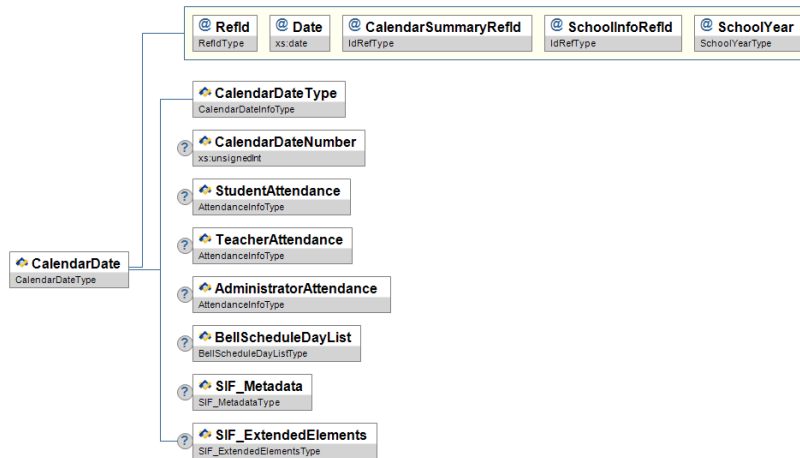 @ RefId
RefIdType
@ Date
xs:date
@ CalendarSummaryRefId
IdRefType
@ SchoolInfoRefId
IdRefType
@ SchoolYear
SchoolYearType
CalendarDateType
CalendarDateInfoType
? CalendarDateNumber
xs:unsignedInt
? StudentAttendance
AttendanceInfoType
? TeacherAttendance
AttendanceInfoType
CalendarDate
CalendarDateType
? AdministratorAttendance
AttendanceInfoType
? BellScheduleDayList
BellScheduleDayListType
? SIF_Metadata
SIF_MetadataType
? SIF_ExtendedElements
SIF_ExtendedElementsType